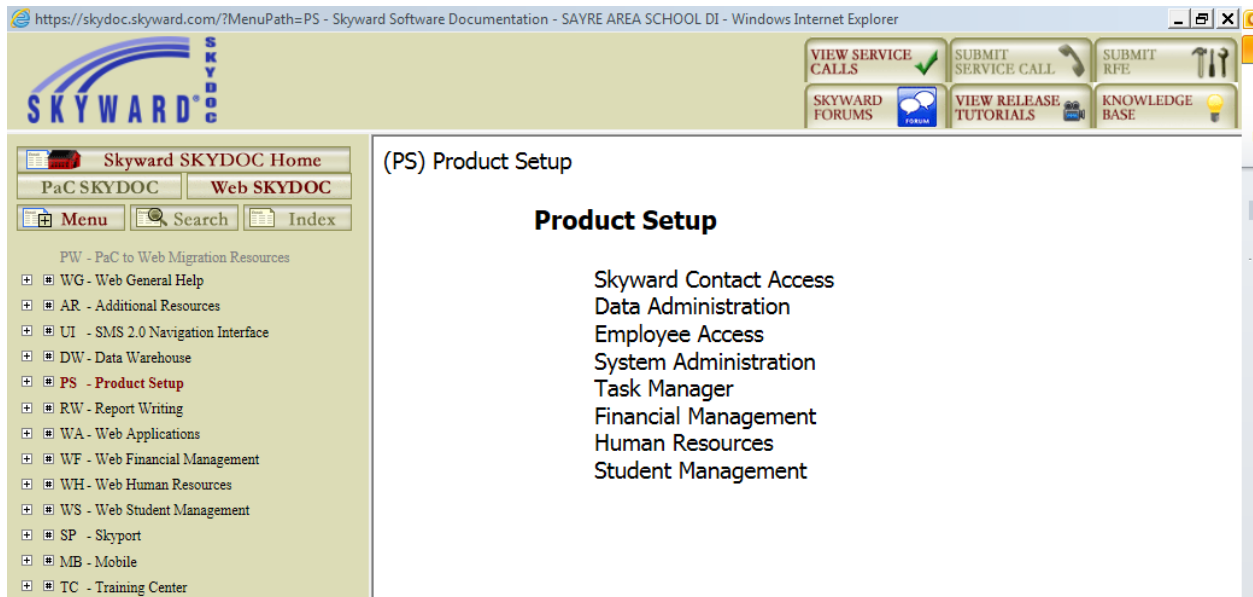 https://skydoc.skyward.com/?MenuPath=PS - Skyward Software Documentation - SAYRE AREA SCHOOL DI - Windows Internet Explorer
SKYWARD
SKYDOC
VIEW SERVICE CALLS
SUBMIT SERVICE CALL
SUBMIT RFE
SKYWARD FORUMS
FORUM
VIEW RELEASE TUTORIALS
KNOWLEDGE BASE
Skyward SKYDOC Home
PaC SKYDOC
Web SKYDOC
Menu
Search
Index
PW - PaC to Web Migration Resources
WG - Web General Help
AR - Additional Resources
UI - SMS 2.0 Navigation Interface
DW - Data Warehouse
PS - Product Setup
RW - Report Writing
WA - Web Applications
WF - Web Financial Management
WH - Web Human Resources
WS - Web Student Management
SP - Skyport
MB - Mobile
TC - Training Center
(PS) Product Setup
Product Setup
Skyward Contact Access
Data Administration
Employee Access
System Administration
Task Manager
Financial Management
Human Resources
Student Management